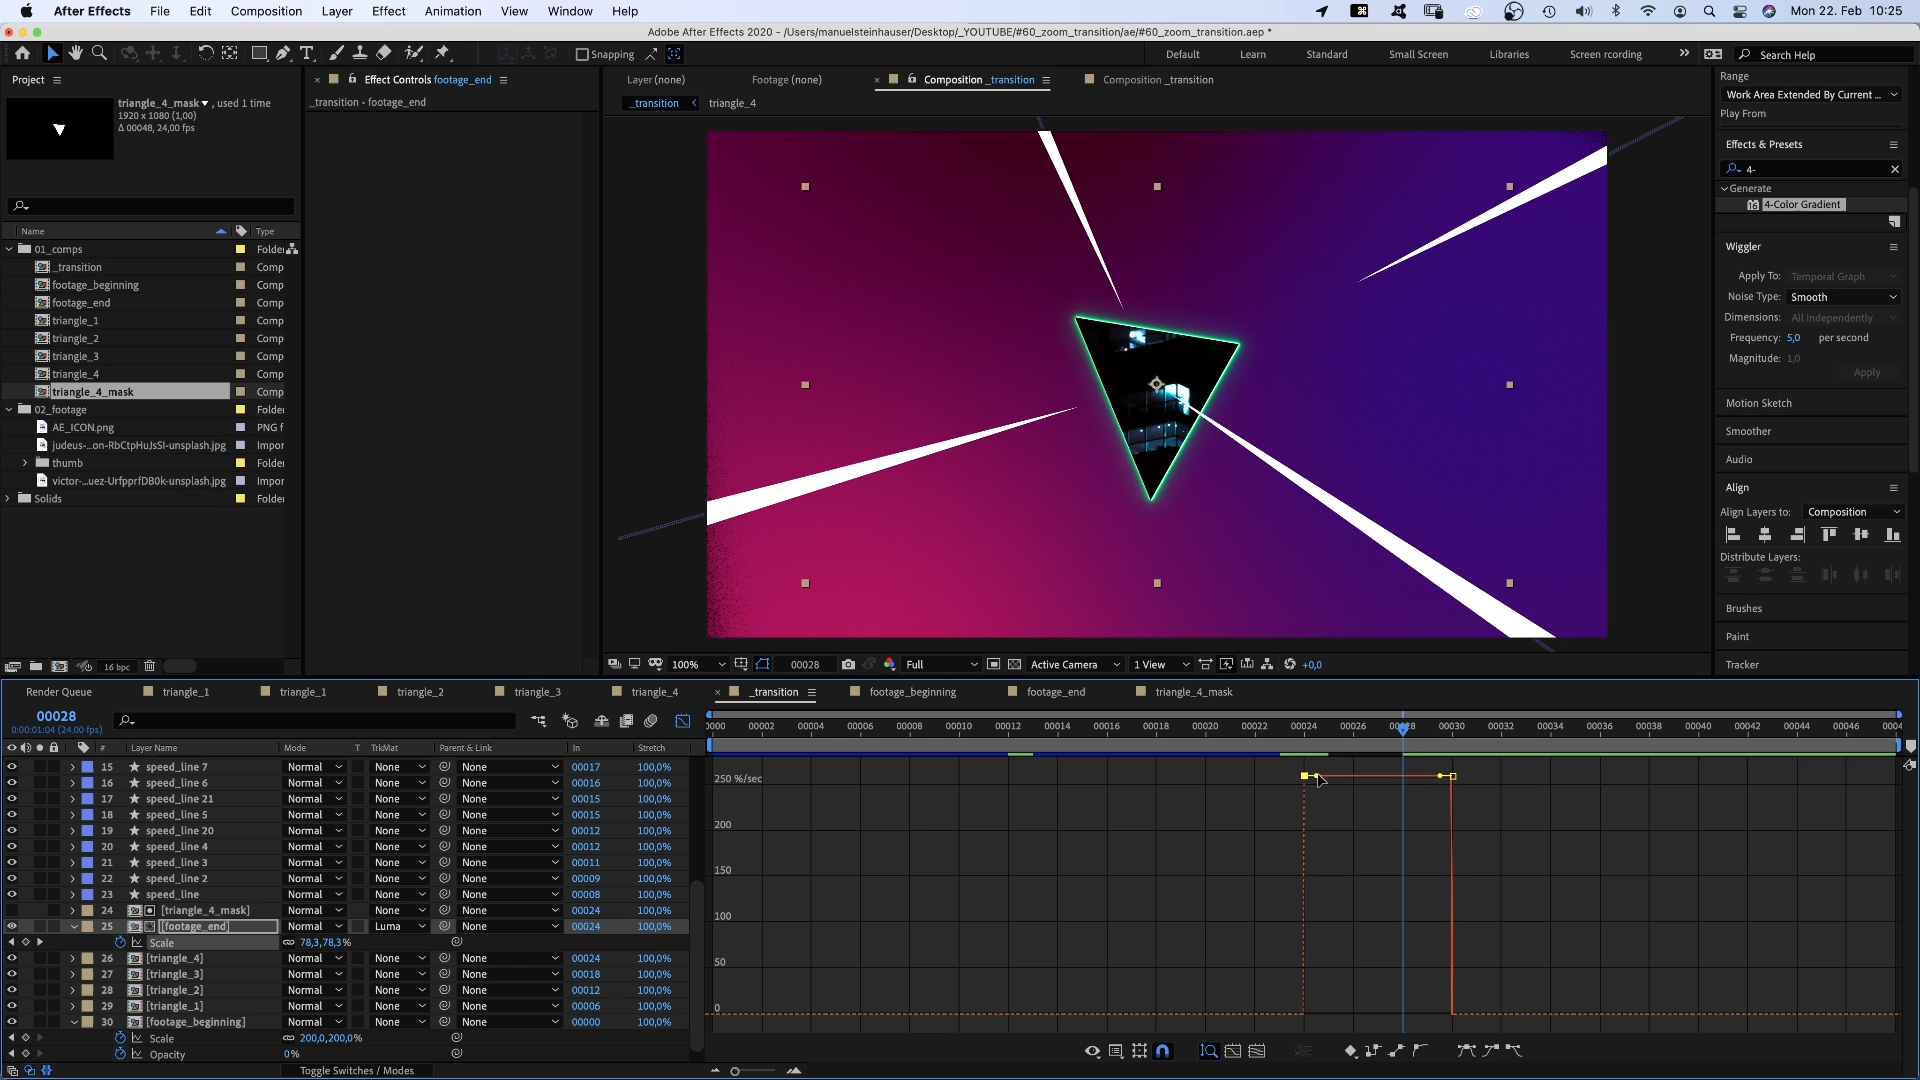 After Effects File Edit Composition Layer Effect Animation View Window Help Mon 22. Feb 10:25
Adobe After Effects 2020 - /Users/manuelsteinhauser/Desktop/_YOUTUBE/#60_zoom_transition/ae/#60_zoom_transition.aep *
Snapping Default Learn Standard Small Screen Libraries Screen recording Search Help
Project Effect Controls footage_end Layer (none) Footage (none) Composition _transition Composition _transition
triangle_4_mask , used 1 time
1920 x 1080 (1,00)
Δ 00048, 24,00 fps
_transition • footage_end
_transition triangle_4
Name Type
01_comps Folder
_transition Comp
footage_beginning Comp
footage_end Comp
triangle_1 Comp
triangle_2 Comp
triangle_3 Comp
triangle_4 Comp
triangle_4_mask Comp
02_footage Folder
AE_ICON.png PNG f
judeus-...on-RbCtpHuJsSI-unsplash.jpg Impor
thumb Folder
victor-...uez-UrfpprfDB0k-unsplash.jpg Impor
Solids Folder
16 bpc
100% 00028 Full Active Camera 1 View +0,0
Range
Work Area Extended By Current ...
Play From
Effects & Presets
4-
Generate
4-Color Gradient
Wiggler
Apply To: Temporal Graph
Noise Type: Smooth
Dimensions: All Independently
Frequency: 5,0 per second
Magnitude: 1,0
Apply
Motion Sketch
Smoother
Audio
Align
Align Layers to: Composition
Distribute Layers:
Brushes
Paint
Tracker
Render Queue triangle_1 triangle_1 triangle_2 triangle_3 triangle_4 _transition footage_beginning footage_end triangle_4_mask
00028
0:00:01:04 (24.00 fps)
# Layer Name Mode T TrkMat Parent & Link In Stretch
15 speed_line 7 Normal None None 00017 100,0%
16 speed_line 6 Normal None None 00016 100,0%
17 speed_line 21 Normal None None 00015 100,0%
18 speed_line 5 Normal None None 00015 100,0%
19 speed_line 20 Normal None None 00012 100,0%
20 speed_line 4 Normal None None 00012 100,0%
21 speed_line 3 Normal None None 00011 100,0%
22 speed_line 2 Normal None None 00009 100,0%
23 speed_line Normal None None 00008 100,0%
24 [triangle_4_mask] Normal None None 00024 100,0%
25 [footage_end] Normal Luma None 00024 100,0%
Scale 78,3,78,3%
26 [triangle_4] Normal None None 00024 100,0%
27 [triangle_3] Normal None None 00018 100,0%
28 [triangle_2] Normal None None 00012 100,0%
29 [triangle_1] Normal None None 00006 100,0%
30 [footage_beginning] Normal None None 00000 100,0%
Scale 200,0,200,0%
Opacity 0%
Toggle Switches / Modes
0000 00002 00004 00006 00008 00010 00012 00014 00016 00018 00020 00022 00024 00026 00028 00030 00032 00034 00036 00038 00040 00042 00044 00046
250 %/sec
200
150
100
50
0